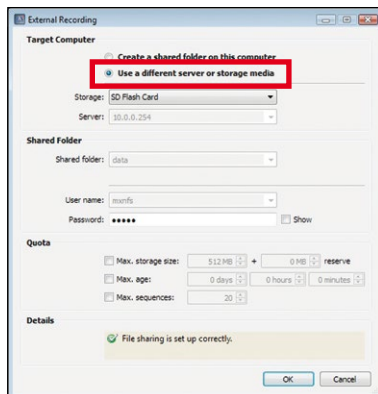 External Recording
Target Computer
Create a shared folder on this computer
Use a different server or storage media
Storage: SD Flash Card
Server: 10.0.0.254
Shared Folder
Shared folder: data
User name: mxnfs
Password: •••••  Show
Quota
Max. storage size: 512 MB + 0 MB reserve
Max. age: 0 days 0 hours 0 minutes
Max. sequences: 20
Details
File sharing is set up correctly.
OK Cancel